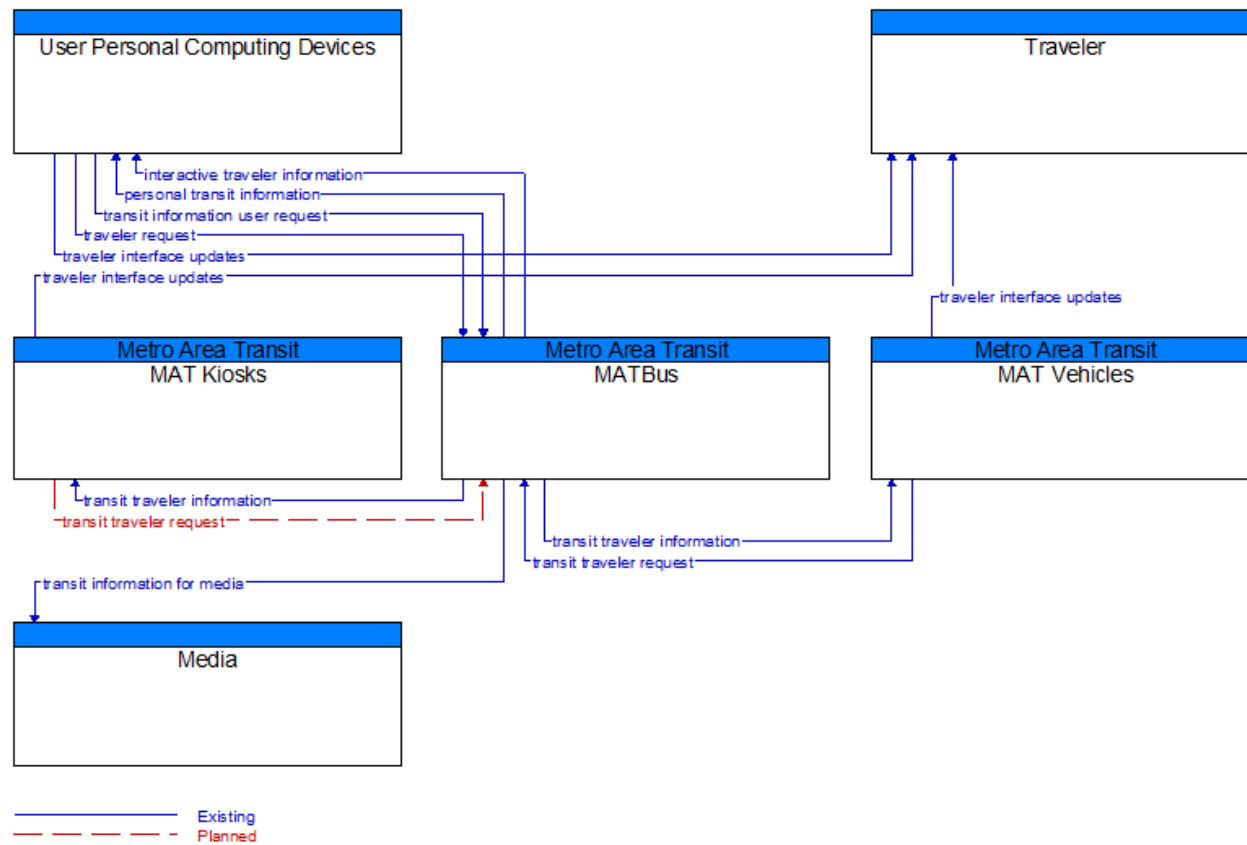 User Personal Computing Devices
Traveler
interactive traveler information
personal transit information
transit information user request
traveler request
traveler interface updates
traveler interface updates
traveler interface updates
Metro Area Transit
MAT Kiosks
Metro Area Transit
MATBus
Metro Area Transit
MAT Vehicles
transit traveler information
transit traveler request
transit traveler information
transit traveler request
transit information for media
Media
Existing
Planned